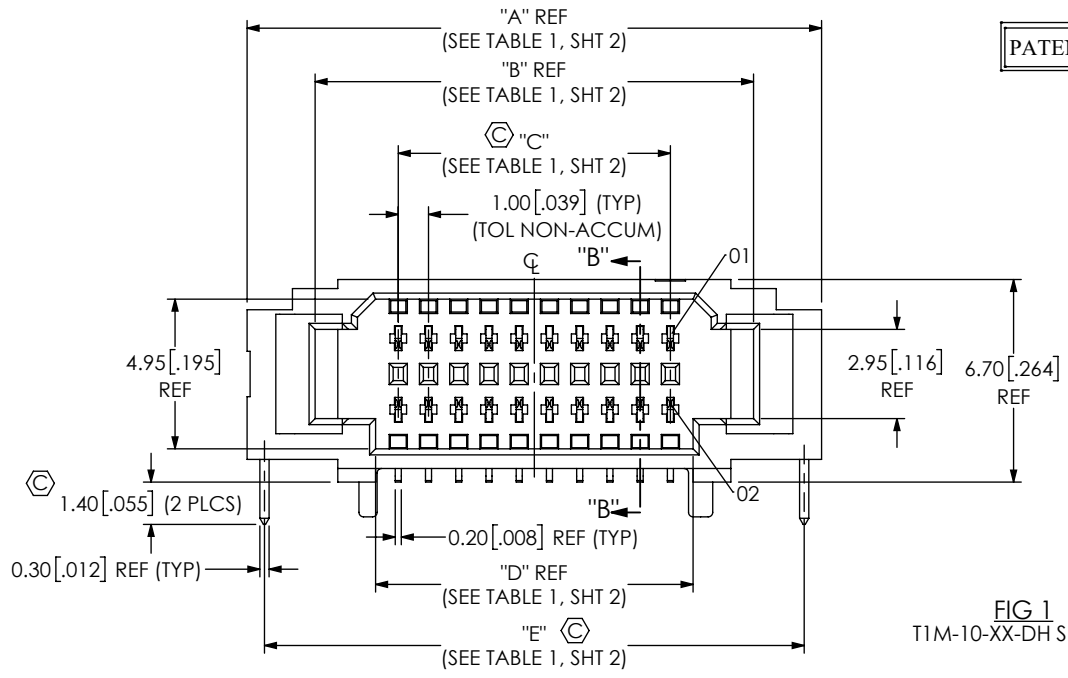 "A" REF
(SEE TABLE 1, SHT 2)
"B" REF
(SEE TABLE 1, SHT 2)
C "C"
(SEE TABLE 1, SHT 2)
1.00[.039] (TYP)
(TOL NON-ACCUM)
"B"
01
4.95[.195]
REF
2.95[.116]
REF
6.70[.264]
REF
C
1.40[.055] (2 PLCS)
"B"
02
0.20[.008] REF (TYP)
0.30[.012] REF (TYP)
"D" REF
(SEE TABLE 1, SHT 2)
"E" C
(SEE TABLE 1, SHT 2)
FIG 1
T1M-10-XX-DH S